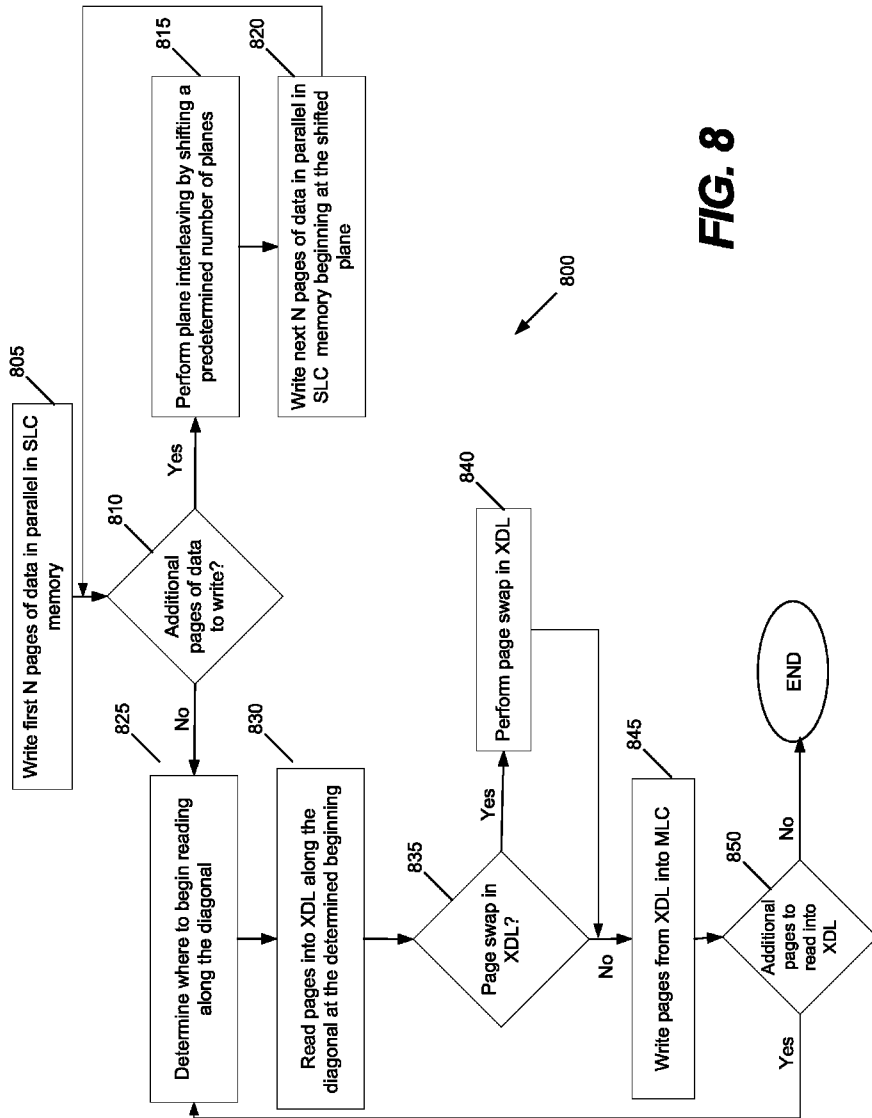 805
Write first N pages of data in parallel in SLC
memory
810
Additional
pages of data
to write?
Yes
815
Perform plane interleaving by shifting a
predetermined number of planes
820
Write next N pages of data in parallel in
SLC memory beginning at the shifted
plane
No
825
Determine where to begin reading
along the diagonal
830
Read pages into XDL along the
diagonal at the determined beginning
835
Page swap in
XDL?
Yes
840
Perform page swap in XDL
No
845
Write pages from XDL into MLC
850
Additional
pages to
read into
XDL
Yes
No
END
800
FIG. 8